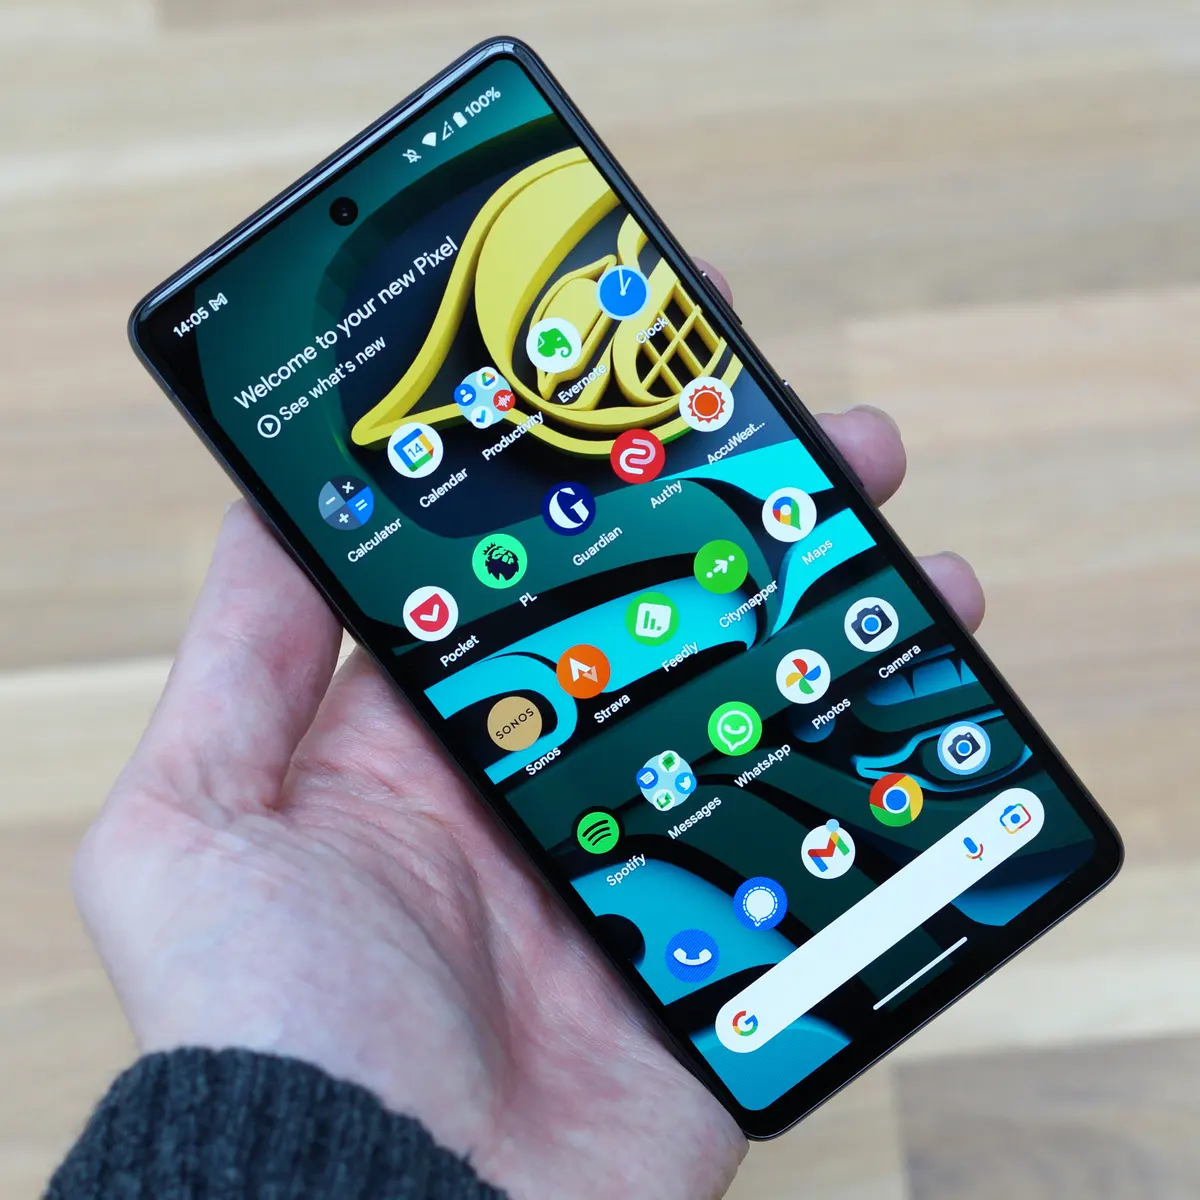 14:05
100%
Welcome to your new Pixel
See what's new
Calculator
14
Calendar
Productivity
Evernote
Clock
Pocket
PL
G
Guardian
Authy
AccuWeat...
SONOS
Sonos
Strava
Feedly
Citymapper
Maps
Spotify
Messages
WhatsApp
Photos
Camera
G